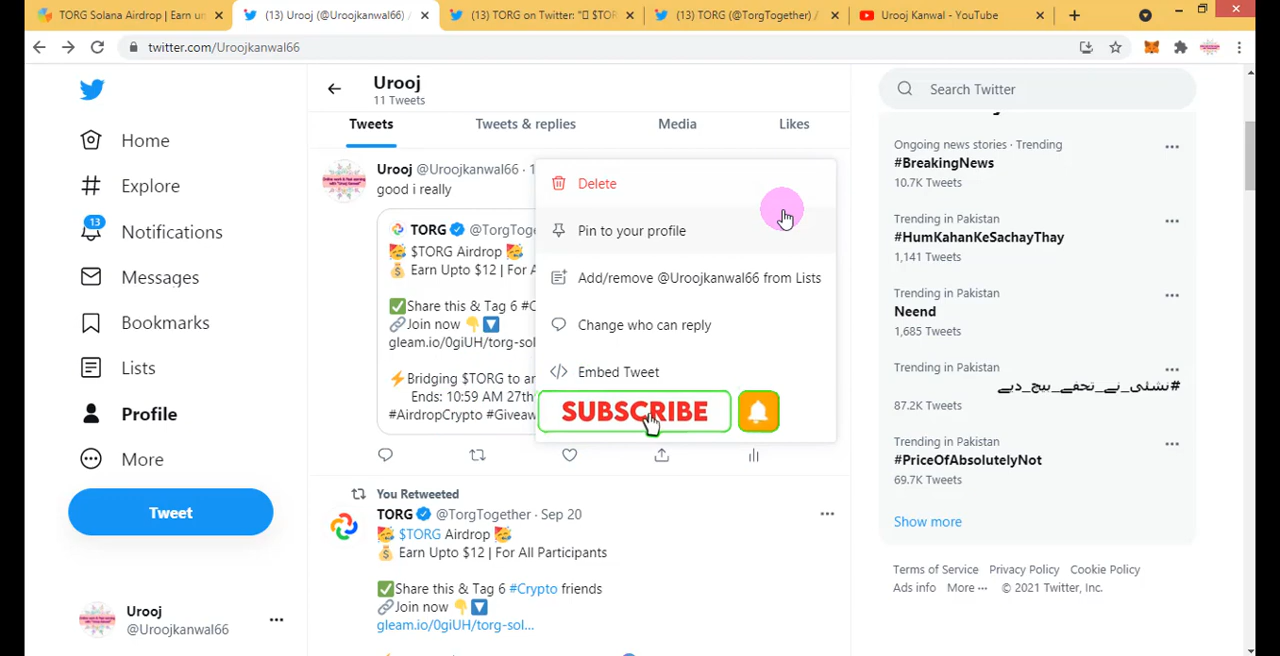 TORG Solana Airdrop | Earn u
(13) Urooj (@Uroojkanwal66) /
(13) TORG on Twitter: "
(13) TORG (@TorgTogether) /
Urooj Kanwal - YouTube
twitter.com/Uroojkanwal66
Home
Explore
13
Notifications
Messages
Bookmarks
Lists
Profile
More
Tweet
Urooj
@Uroojkanwal66
Urooj
11 Tweets
Tweets
Tweets & replies
Media
Likes
Urooj @Uroojkanwal66 · 1
good i really
TORG @TorgToge
🥳 $TORG Airdrop 🥳
💰 Earn Upto $12 | For A
✅Share this & Tag 6 #C
🔗Join now 👇🔽
gleam.io/0giUH/torg-sol
⚡Bridging $TORG to an
Ends: 10:59 AM 27th
#AirdropCrypto #Giveaw
Delete
Pin to your profile
Add/remove @Uroojkanwal66 from Lists
Change who can reply
Embed Tweet
SUBSCRIBE
You Retweeted
TORG @TorgTogether · Sep 20
🥳 $TORG Airdrop 🥳
💰 Earn Upto $12 | For All Participants
✅Share this & Tag 6 #Crypto friends
🔗Join now 👇🔽
gleam.io/0giUH/torg-sol...
Search Twitter
Ongoing news stories · Trending
#BreakingNews
10.7K Tweets
Trending in Pakistan
#HumKahanKeSachayThay
1,141 Tweets
Trending in Pakistan
Neend
1,685 Tweets
Trending in Pakistan
#نشئی_نے_تحفے_بیچ_دیے
87.2K Tweets
Trending in Pakistan
#PriceOfAbsolutelyNot
69.7K Tweets
Show more
Terms of Service Privacy Policy Cookie Policy
Ads info More ··· © 2021 Twitter, Inc.